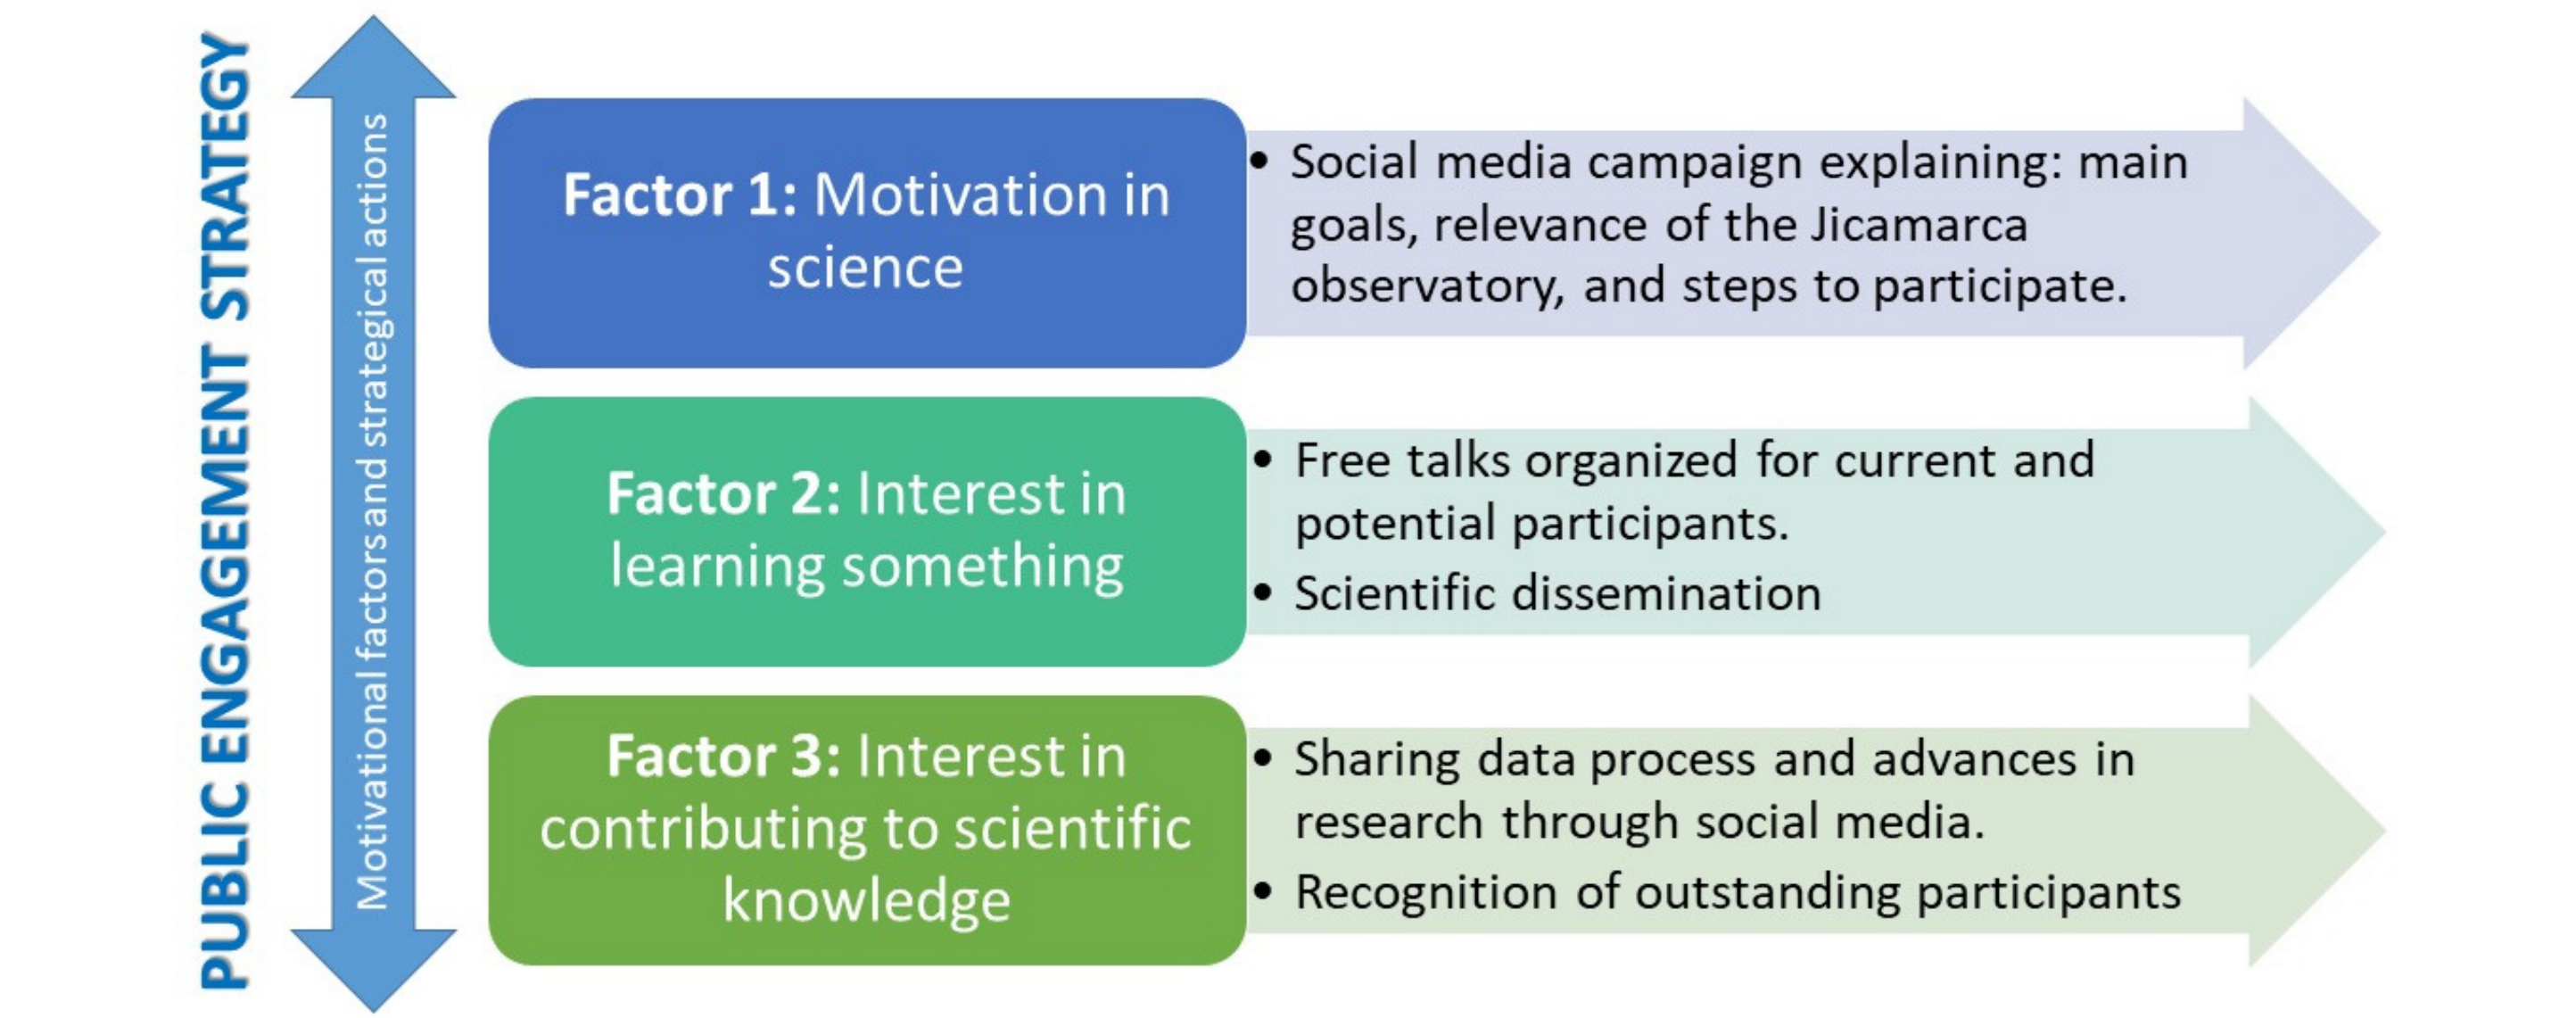 PUBLIC ENGAGEMENT STRATEGY
Motivational factors and strategical actions
Factor 1: Motivation in
science
• Social media campaign explaining: main
goals, relevance of the Jicamarca
observatory, and steps to participate.
Factor 2: Interest in
learning something
• Free talks organized for current and
potential participants.
• Scientific dissemination
Factor 3: Interest in
contributing to scientific
knowledge
• Sharing data process and advances in
research through social media.
• Recognition of outstanding participants